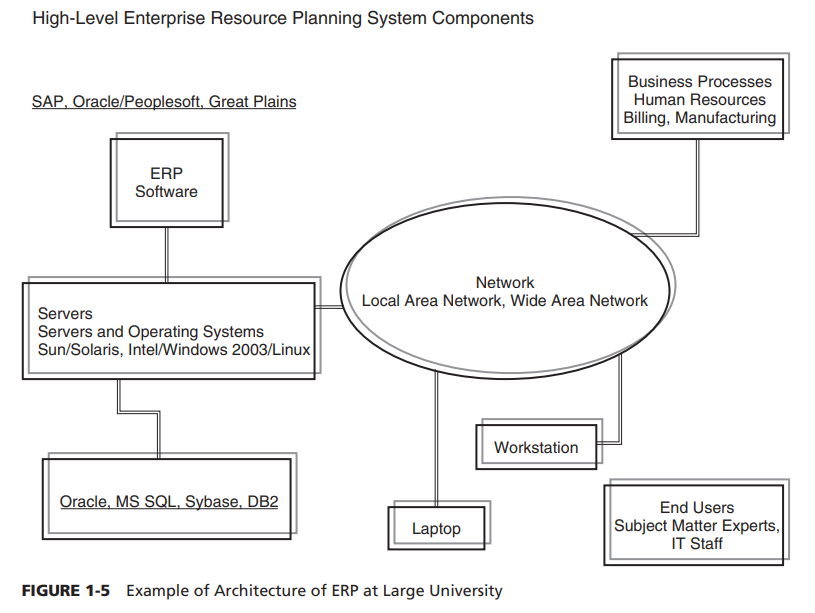 High-Level Enterprise Resource Planning System Components
SAP, Oracle/Peoplesoft, Great Plains
Business Processes
Human Resources
Billing, Manufacturing
ERP
Software
Network
Local Area Network, Wide Area Network
Servers
Servers and Operating Systems
Sun/Solaris, Intel/Windows 2003/Linux
Workstation
Oracle, MS SQL, Sybase, DB2
Laptop
End Users
Subject Matter Experts,
IT Staff
FIGURE 1-5 Example of Architecture of ERP at Large University